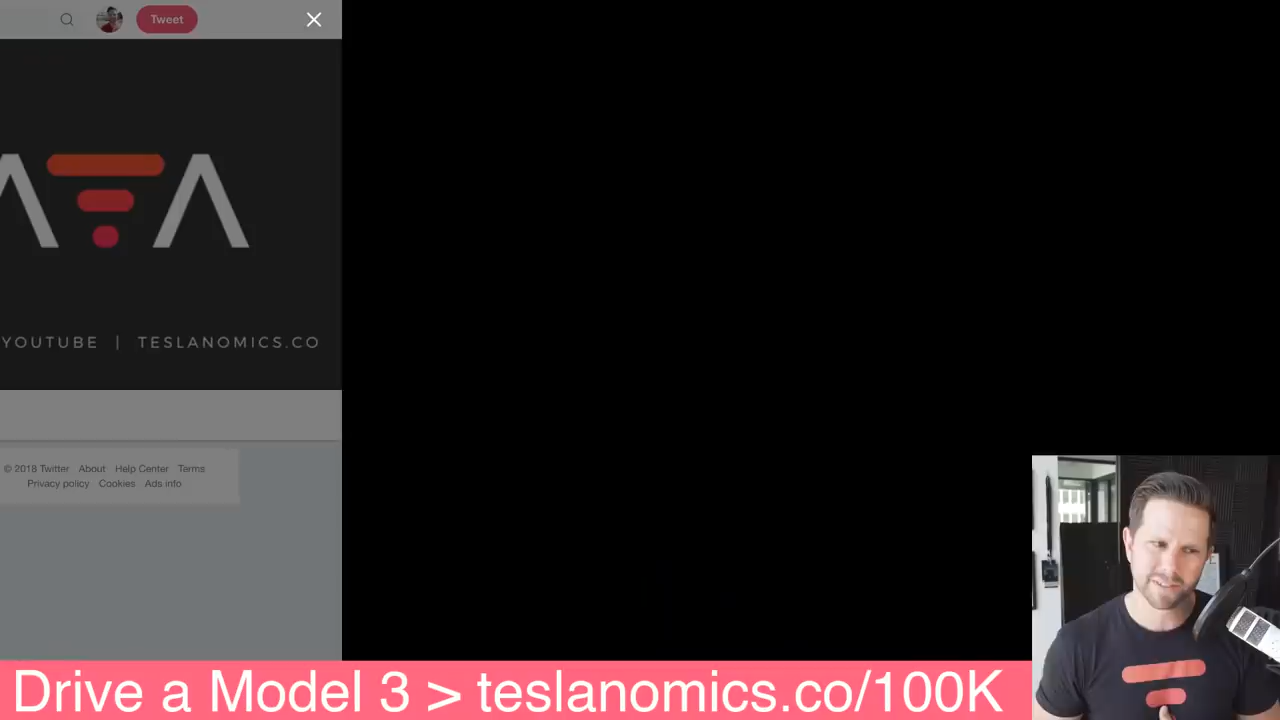 Tweet
YOUTUBE | TESLANOMICS.CO
© 2018 Twitter About Help Center Terms
Privacy policy Cookies Ads info
Drive a Model 3 > teslanomics.co/100K